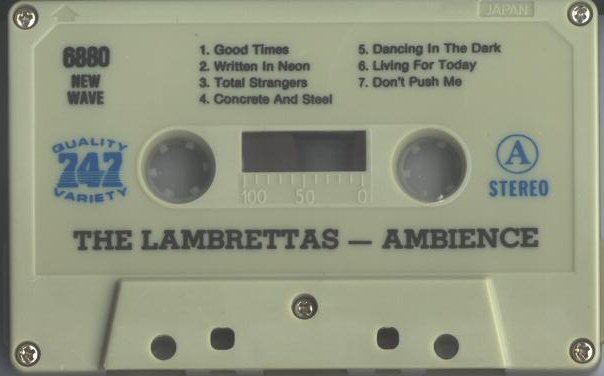 JAPAN
6880
NEW
WAVE
1. Good Times
2. Written In Neon
3. Total Strangers
4. Concrete And Steel
5. Dancing In The Dark
6. Living For Today
7. Don't Push Me
QUALITY
747
VARIETY
100 50 0
A
STEREO
THE LAMBRETTAS — AMBIENCE